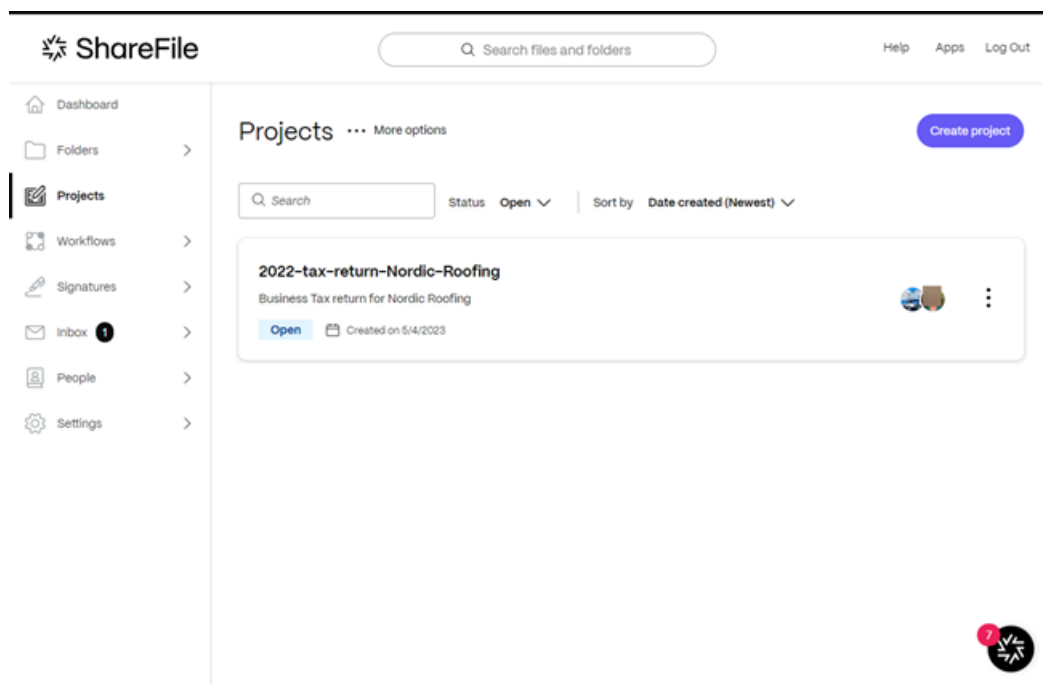 ShareFile
Search files and folders
Help Apps Log Out
Dashboard
Folders
Projects
Workflows
Signatures
Inbox 1
People
Settings
Projects ••• More options
Create project
Search
Status Open
Sort by Date created (Newest)
2022-tax-return-Nordic-Roofing
Business Tax return for Nordic Roofing
Open Created on 5/4/2023
7